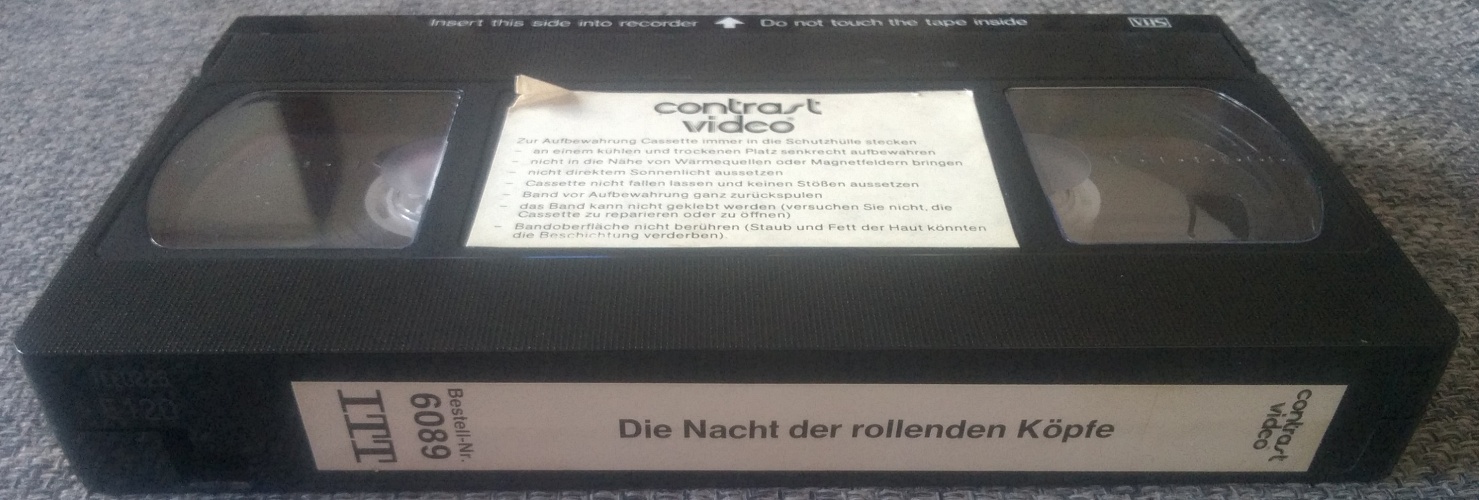 Insert this side into recorder Do not touch the tape inside VHS
contrast
video
Zur Aufbewahrung Cassette immer in die Schutzhülle stecken
- an einem kühlen und trockenen Platz senkrecht aufbewahren
- nicht in die Nähe von Wärmequellen oder Magnetfeldern bringen
- nicht direktem Sonnenlicht aussetzen
- Cassette nicht fallen lassen und keinen Stößen aussetzen
- Band vor Aufbewahrung ganz zurückspulen
- das Band kann nicht geklebt werden (versuchen Sie nicht, die
Cassette zu reparieren oder zu öffnen)
- Bandoberfläche nicht berühren (Staub und Fett der Haut könnten
die Beschichtung verderben)
ITT
Bestell-Nr.
6089
Die Nacht der rollenden Köpfe
contrast
video
E120